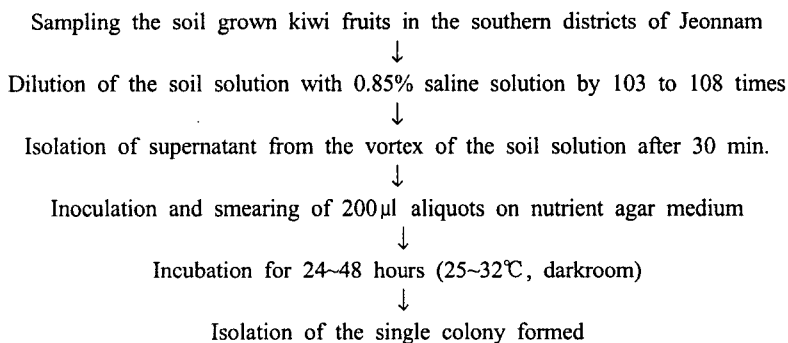 Sampling the soil grown kiwi fruits in the southern districts of Jeonnam
↓
Dilution of the soil solution with 0.85% saline solution by 103 to 108 times
↓
Isolation of supernatant from the vortex of the soil solution after 30 min.
↓
Inoculation and smearing of 200μl aliquots on nutrient agar medium
↓
Incubation for 24~48 hours (25~32℃, darkroom)
↓
Isolation of the single colony formed